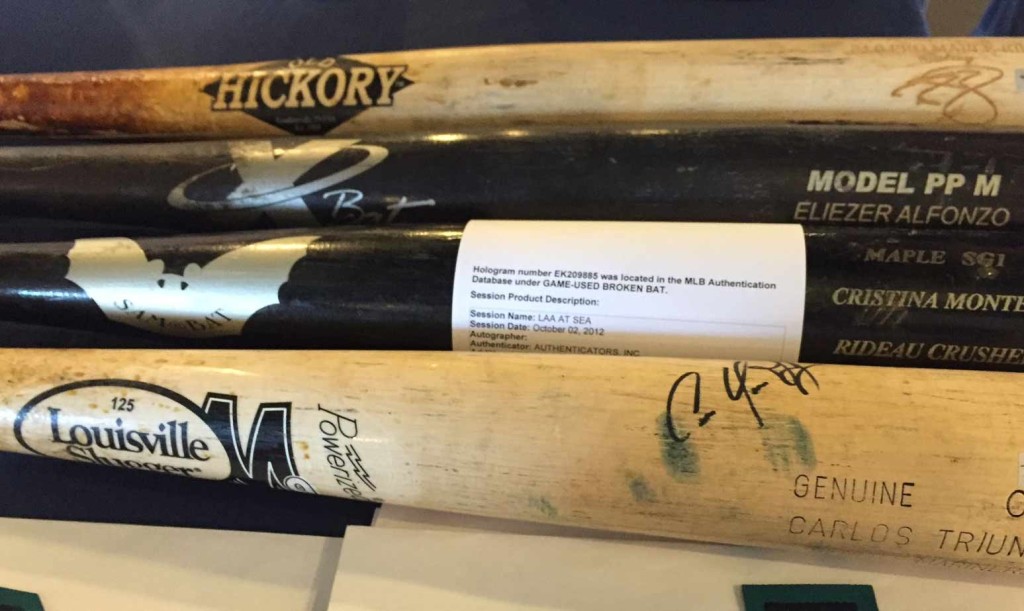 OLD
HICKORY
Bat
MODEL PP M
ELIEZER ALFONZO
SAM BAT
Hologram number EK209885 was located in the MLB Authentication
Database under GAME-USED BROKEN BAT.
Session Product Description:
Session Name: LAA AT SEA
Session Date: October 02, 2012
Autographer:
Authenticator: AUTHENTICATORS, INC.
MAPLE SG1
CRISTINA MONTE
RIDEAU CRUSHE
125
Louisville
Slugger
Powerized
GENUINE
CARLOS TRIUN